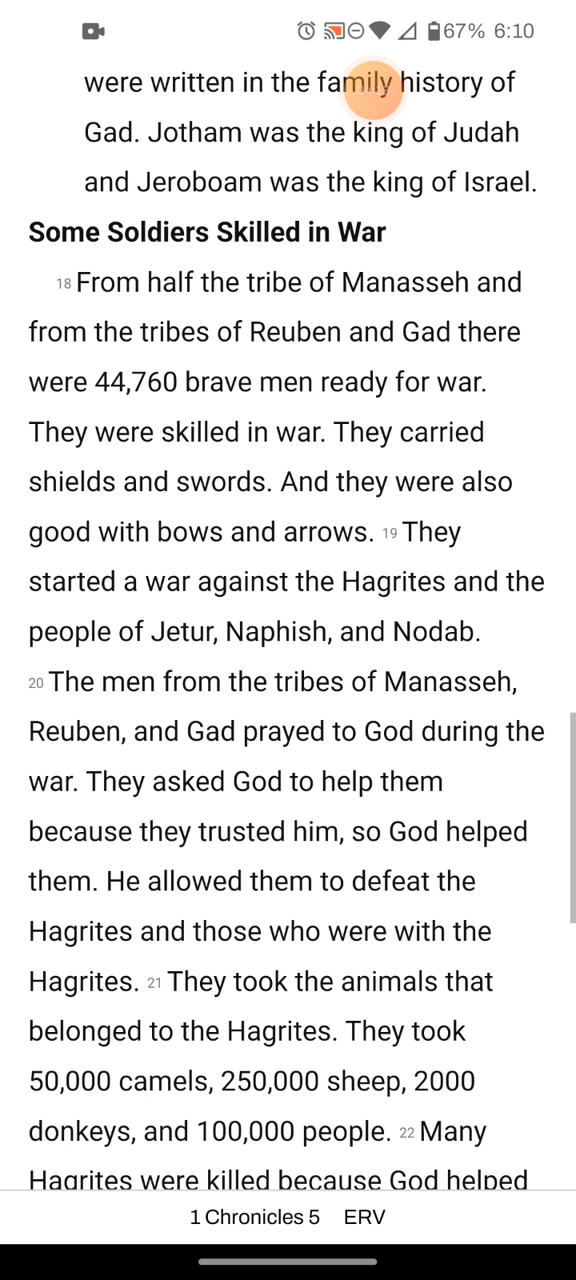 67% 6:10
were written in the family history of
Gad. Jotham was the king of Judah
and Jeroboam was the king of Israel.
Some Soldiers Skilled in War
18 From half the tribe of Manasseh and
from the tribes of Reuben and Gad there
were 44,760 brave men ready for war.
They were skilled in war. They carried
shields and swords. And they were also
good with bows and arrows. 19 They
started a war against the Hagrites and the
people of Jetur, Naphish, and Nodab.
20 The men from the tribes of Manasseh,
Reuben, and Gad prayed to God during the
war. They asked God to help them
because they trusted him, so God helped
them. He allowed them to defeat the
Hagrites and those who were with the
Hagrites. 21 They took the animals that
belonged to the Hagrites. They took
50,000 camels, 250,000 sheep, 2000
donkeys, and 100,000 people. 22 Many
Hagrites were killed because God helped
1 Chronicles 5 ERV